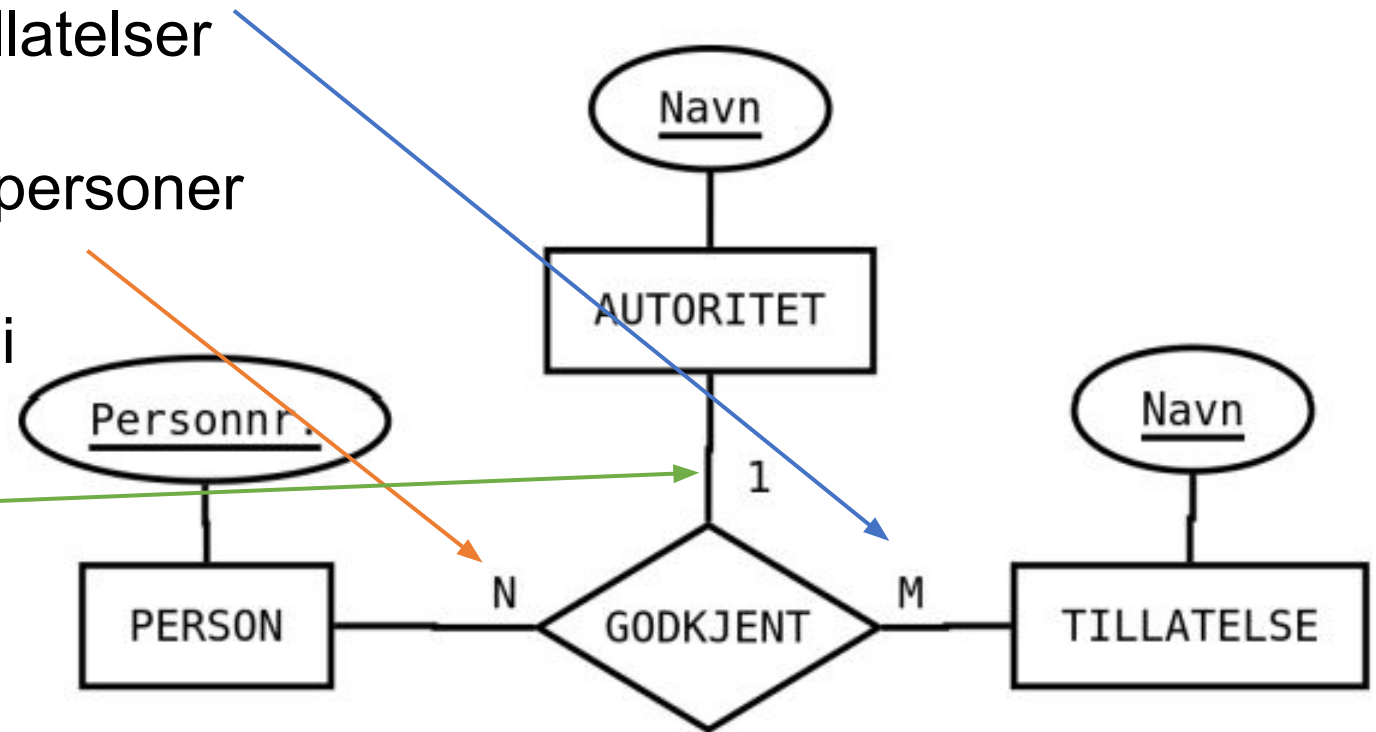 llatelser
Navn
personer
AUTORITET
i
Personnr.
Navn
1
N
M
PERSON
GODKJENT
TILLATELSE